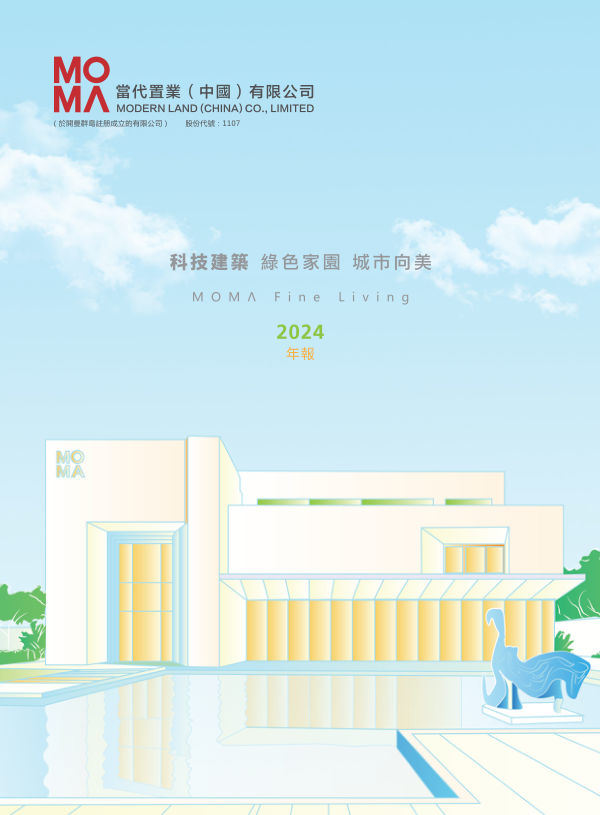 MO
MA
當代置業（中國）有限公司
MODERN LAND (CHINA) CO., LIMITED
（於開曼群島註册成立的有限公司） 股份代號：1107
科技建築 綠色家園 城市向美
MOMA Fine Living
2024
年報
MO
MA